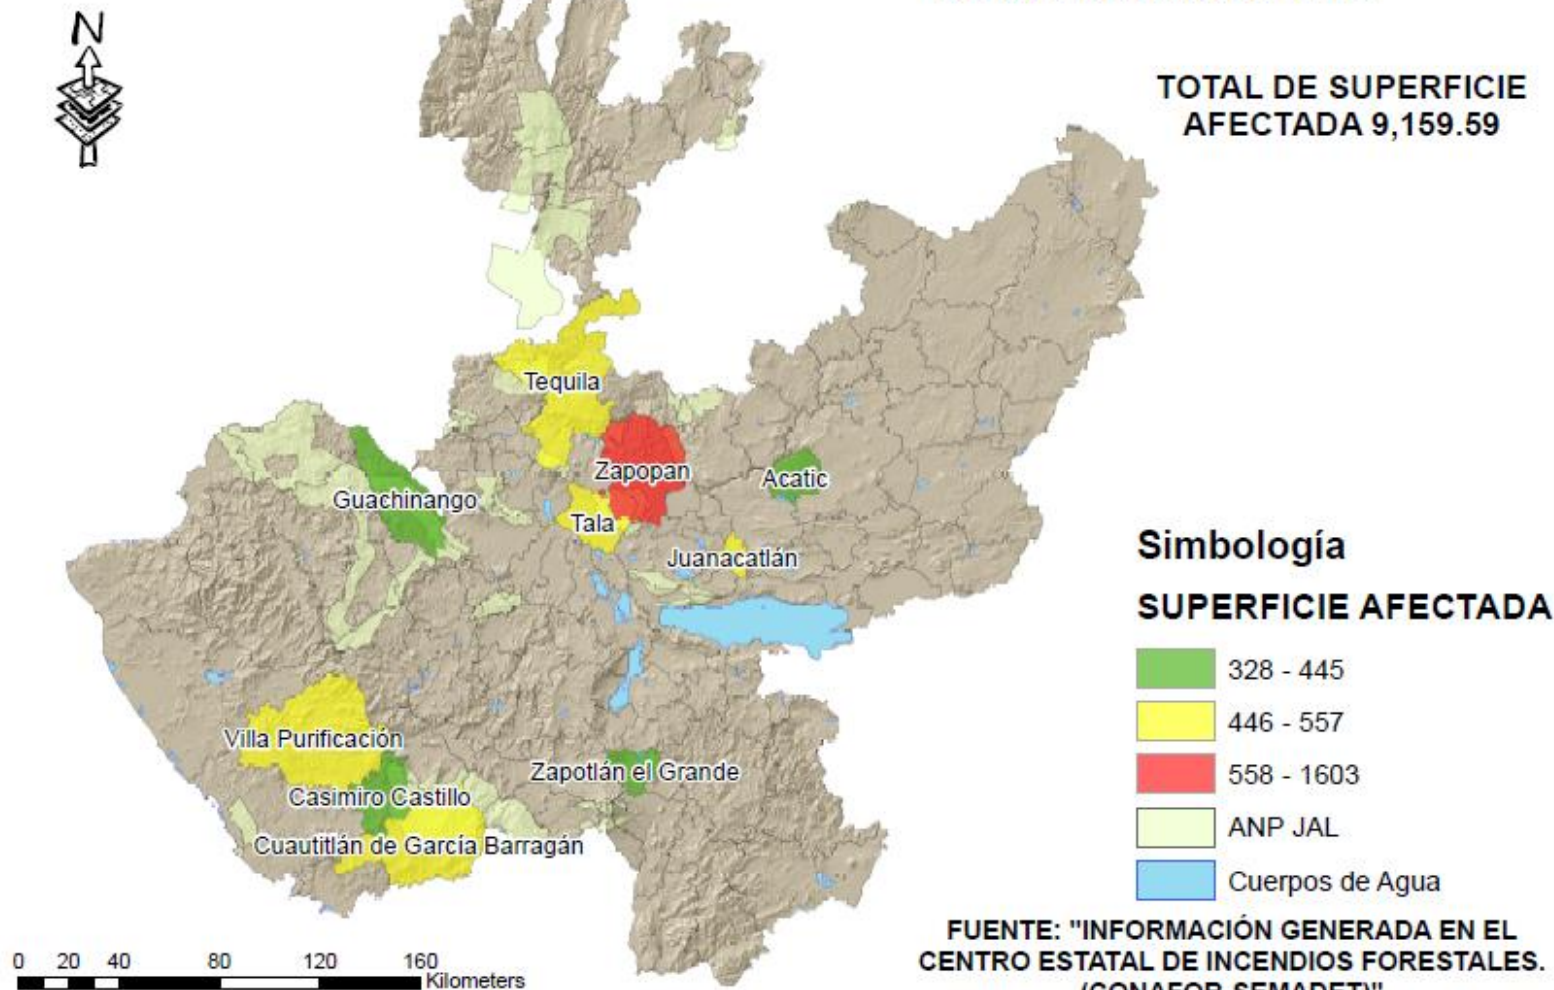 N
TOTAL DE SUPERFICIE
AFECTADA 9,159.59
Tequila
Zapopan
Acatic
Guachinango
Tala
Juanacatlán
Villa Purificación
Zapotlán el Grande
Casimiro Castillo
Cuautitlán de García Barragán
Simbología
SUPERFICIE AFECTADA
328 - 445
446 - 557
558 - 1603
ANP JAL
Cuerpos de Agua
FUENTE: "INFORMACIÓN GENERADA EN EL
CENTRO ESTATAL DE INCENDIOS FORESTALES.
(CONAFOR-SEMADET)"
0 20 40 80 120 160
Kilometers